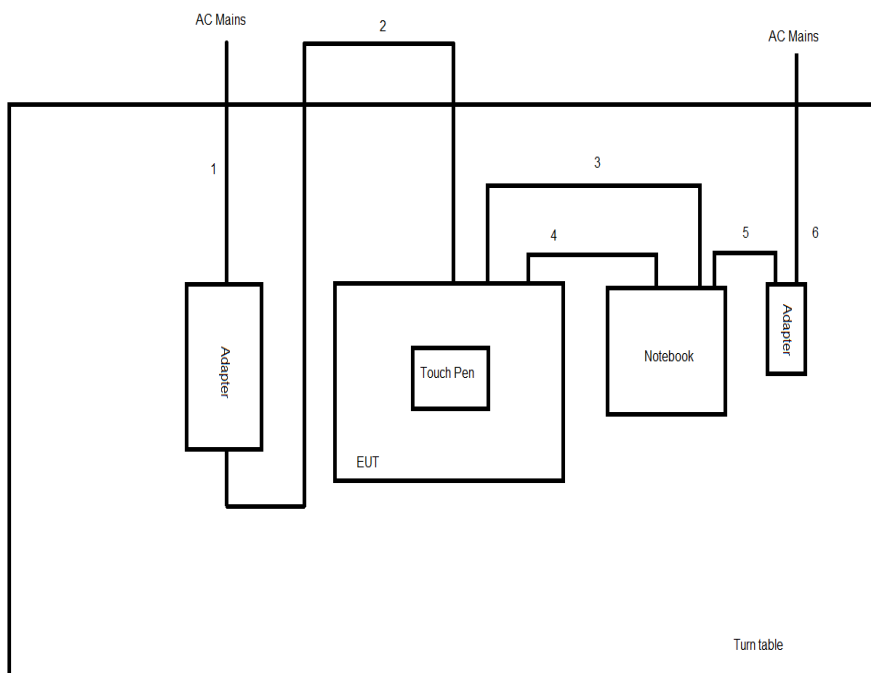 AC Mains
2
AC Mains
1
3
4
5
6
Adapter
Touch Pen
EUT
Notebook
Adapter
Turn table